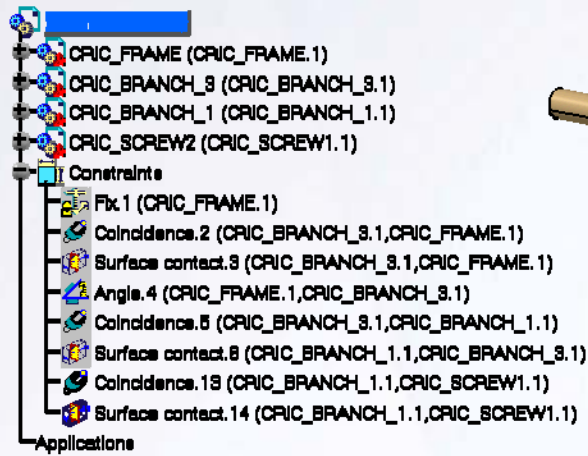 CRIC_FRAME (CRIC_FRAME.1)
CRIC_BRANCH_3 (CRIC_BRANCH_3.1)
CRIC_BRANCH_1 (CRIC_BRANCH_1.1)
CRIC_SCREW2 (CRIC_SCREW1.1)
Constraints
Fix.1 (CRIC_FRAME.1)
Coincidence.2 (CRIC_BRANCH_3.1,CRIC_FRAME.1)
Surface contact.3 (CRIC_BRANCH_3.1,CRIC_FRAME.1)
Angle.4 (CRIC_FRAME.1,CRIC_BRANCH_3.1)
Coincidence.5 (CRIC_BRANCH_3.1,CRIC_BRANCH_1.1)
Surface contact.6 (CRIC_BRANCH_1.1,CRIC_BRANCH_3.1)
Coincidence.13 (CRIC_BRANCH_1.1,CRIC_SCREW1.1)
Surface contact.14 (CRIC_BRANCH_1.1,CRIC_SCREW1.1)
Applications